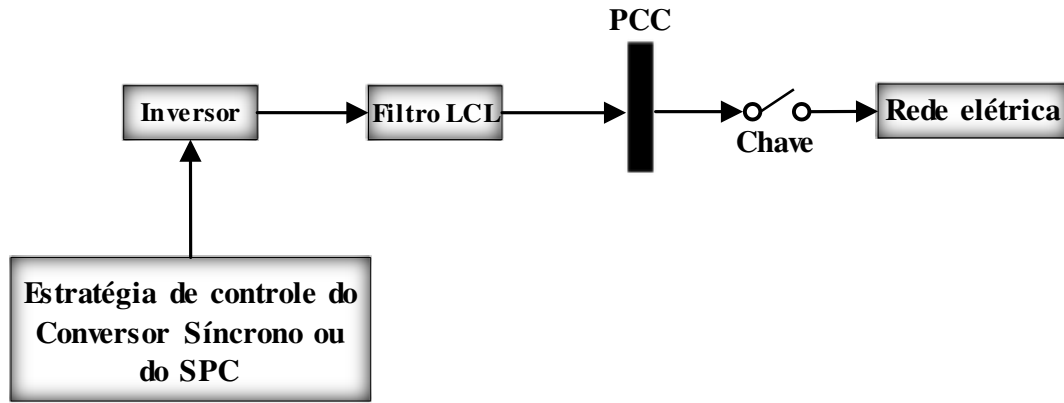 PCC
Inversor
Filtro LCL
Chave
Rede elétrica
Estratégia de controle do
Conversor Síncrono ou
do SPC